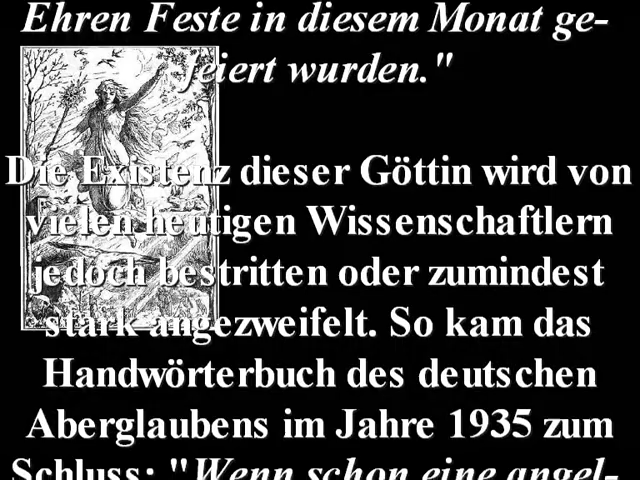 Ehren Feste in diesem Monat ge-
feiert wurden."
Die Existenz dieser Göttin wird von
vielen heutigen Wissenschaftlern
jedoch bestritten oder zumindest
stark angezweifelt. So kam das
Handwörterbuch des deutschen
Aberglaubens im Jahre 1935 zum
Schluss: "Wenn schon eine angel-